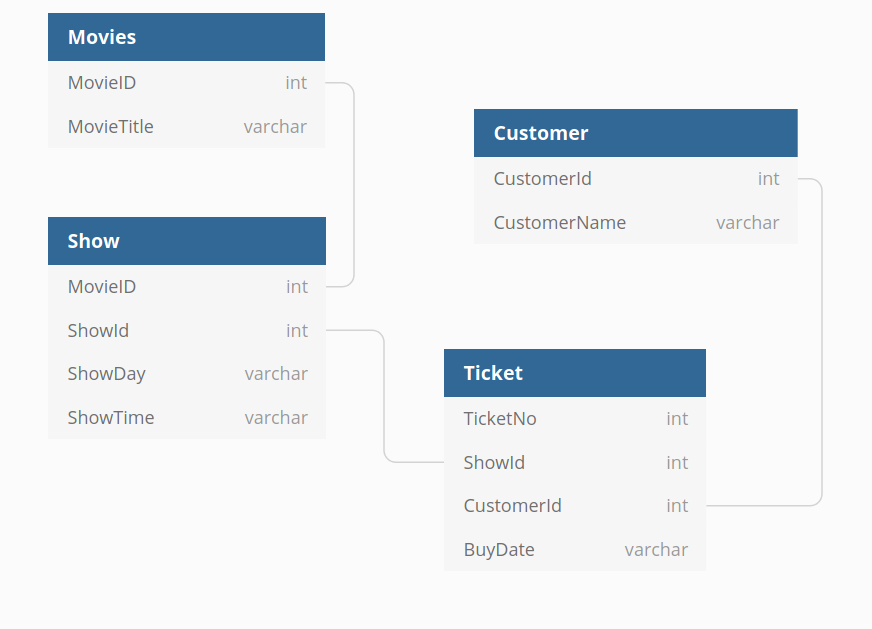 Movies
MovieID int
MovieTitle varchar
Show
MovieID int
ShowId int
ShowDay varchar
ShowTime varchar
Customer
CustomerId int
CustomerName varchar
Ticket
TicketNo int
ShowId int
CustomerId int
BuyDate varchar